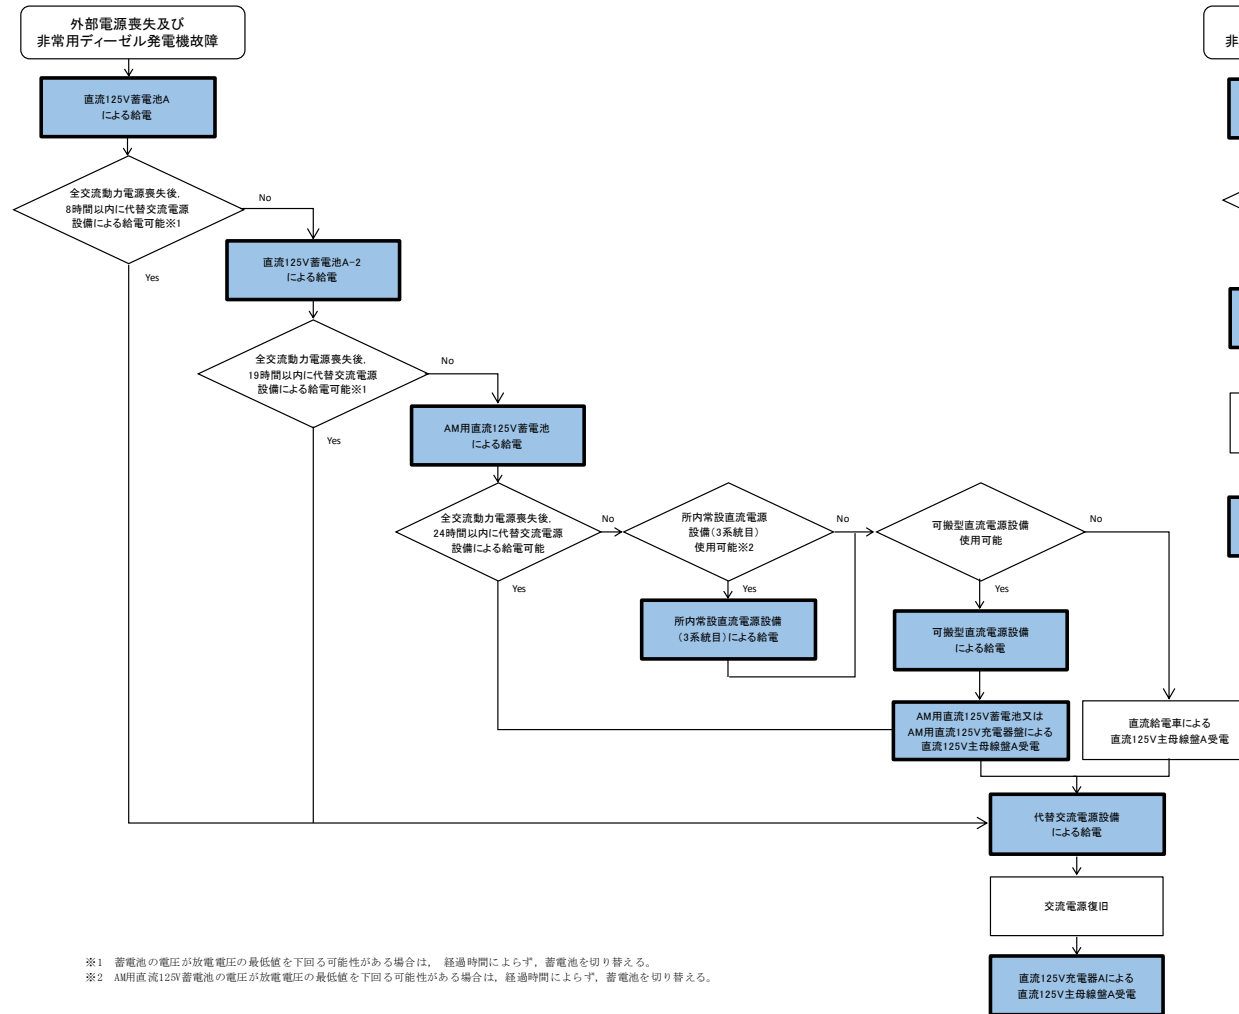 外部電源喪失及び
非常用ディーゼル発電機故障
非
直流125V蓄電池A
による給電
全交流動力電源喪失後,
8時間以内に代替交流電源
設備による給電可能※1
No
Yes
直流125V蓄電池A-2
による給電
全交流動力電源喪失後,
19時間以内に代替交流電源
設備による給電可能※1
No
Yes
AM用直流125V蓄電池
による給電
全交流動力電源喪失後,
24時間以内に代替交流電源
設備による給電可能
No
Yes
所内常設直流電源
設備(3系統目)
使用可能※2
No
Yes
所内常設直流電源設備
(3系統目)による給電
可搬型直流電源設備
使用可能
No
Yes
可搬型直流電源設備
による給電
AM用直流125V蓄電池又は
AM用直流125V充電器盤による
直流125V主母線盤A受電
直流給電車による
直流125V主母線盤A受電
代替交流電源設備
による給電
交流電源復旧
直流125V充電器Aによる
直流125V主母線盤A受電
※1 蓄電池の電圧が放電電圧の最低値を下回る可能性がある場合は, 経過時間によらず, 蓄電池を切り替える。
※2 AM用直流125V蓄電池の電圧が放電電圧の最低値を下回る可能性がある場合は, 経過時間によらず, 蓄電池を切り替える。